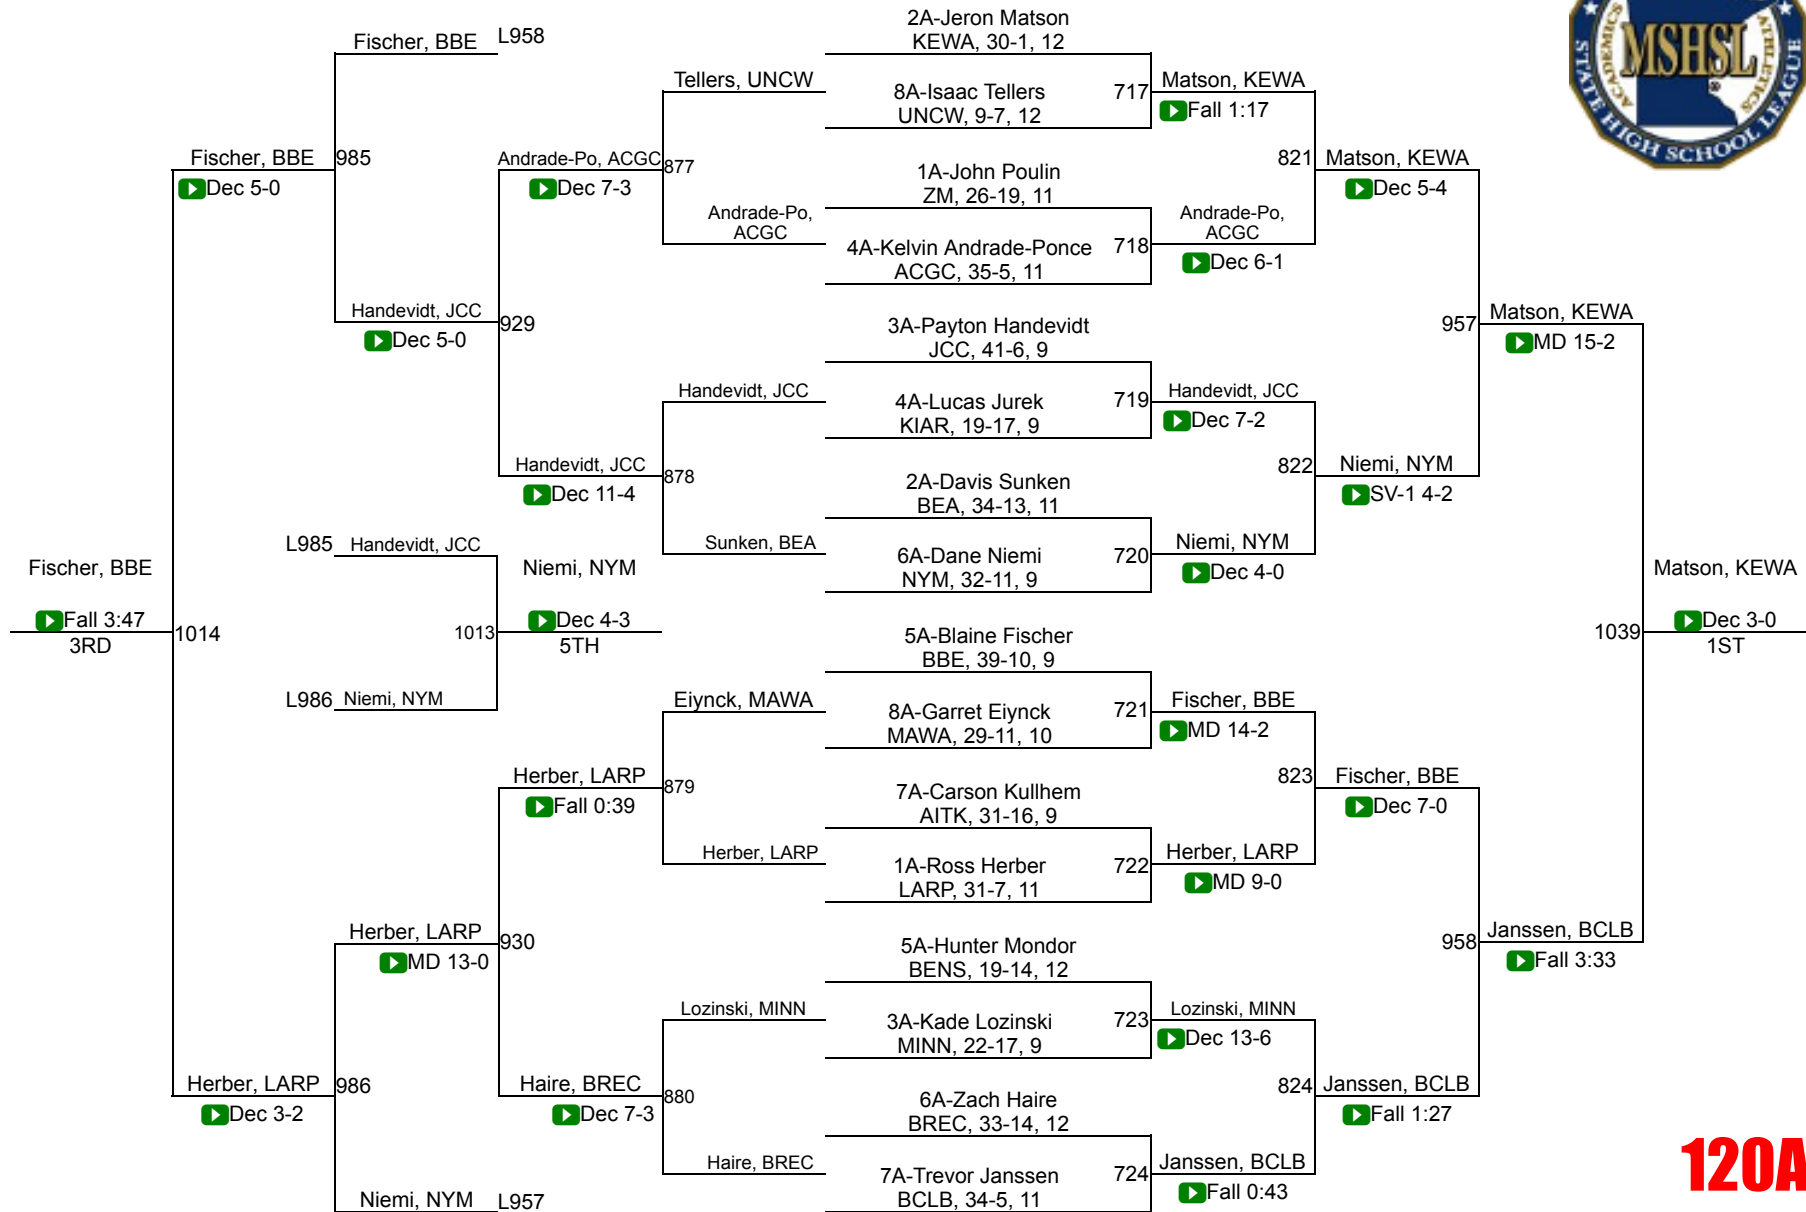 2A-Jeron Matson
KEWA, 30-1, 12
Fischer, BBE
L958
ACADEMICS
ATHLETICS
MSHSL
STATE HIGH SCHOOL LEAGUE
Tellers, UNCW
8A-Isaac Tellers
UNCW, 9-7, 12
717
Matson, KEWA
Fall 1:17
Fischer, BBE
985
Dec 5-0
Andrade-Po, ACGC
877
Dec 7-3
1A-John Poulin
ZM, 26-19, 11
821
Matson, KEWA
Dec 5-4
Andrade-Po,
ACGC
4A-Kelvin Andrade-Ponce
ACGC, 35-5, 11
718
Andrade-Po,
ACGC
Dec 6-1
Handevidt, JCC
929
Dec 5-0
3A-Payton Handevidt
JCC, 41-6, 9
957
Matson, KEWA
MD 15-2
Handevidt, JCC
4A-Lucas Jurek
KIAR, 19-17, 9
719
Handevidt, JCC
Dec 7-2
Handevidt, JCC
878
Dec 11-4
2A-Davis Sunken
BEA, 34-13, 11
822
Niemi, NYM
SV-1 4-2
L985
Handevidt, JCC
Sunken, BEA
6A-Dane Niemi
NYM, 32-11, 9
720
Niemi, NYM
Dec 4-0
Fischer, BBE
Fall 3:47
3RD
1014
1013
Niemi, NYM
Dec 4-3
5TH
5A-Blaine Fischer
BBE, 39-10, 9
1039
Matson, KEWA
Dec 3-0
1ST
L986
Niemi, NYM
Eiynck, MAWA
8A-Garret Eiynck
MAWA, 29-11, 10
721
Fischer, BBE
MD 14-2
Herber, LARP
879
Fall 0:39
7A-Carson Kullhem
AITK, 31-16, 9
823
Fischer, BBE
Dec 7-0
Herber, LARP
1A-Ross Herber
LARP, 31-7, 11
722
Herber, LARP
MD 9-0
Herber, LARP
930
MD 13-0
5A-Hunter Mondor
BENS, 19-14, 12
958
Janssen, BCLB
Fall 3:33
Lozinski, MINN
3A-Kade Lozinski
MINN, 22-17, 9
723
Lozinski, MINN
Dec 13-6
Herber, LARP
986
Dec 3-2
Haire, BREC
880
Dec 7-3
6A-Zach Haire
BREC, 33-14, 12
824
Janssen, BCLB
Fall 1:27
Haire, BREC
7A-Trevor Janssen
BCLB, 34-5, 11
724
Janssen, BCLB
Fall 0:43
Niemi, NYM
L957
120A